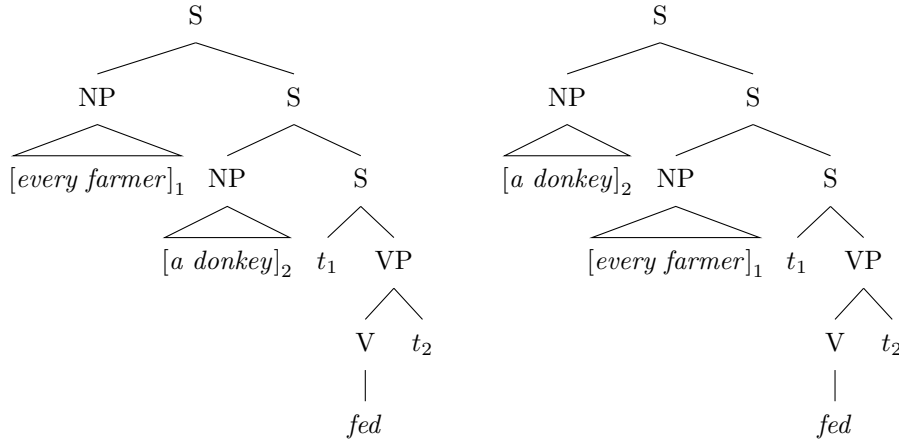 S S
NP S NP S
[every farmer]₁ NP S [a donkey]₂ NP S
[a donkey]₂ t₁ VP [every farmer]₁ t₁ VP
V t₂ V t₂
fed fed